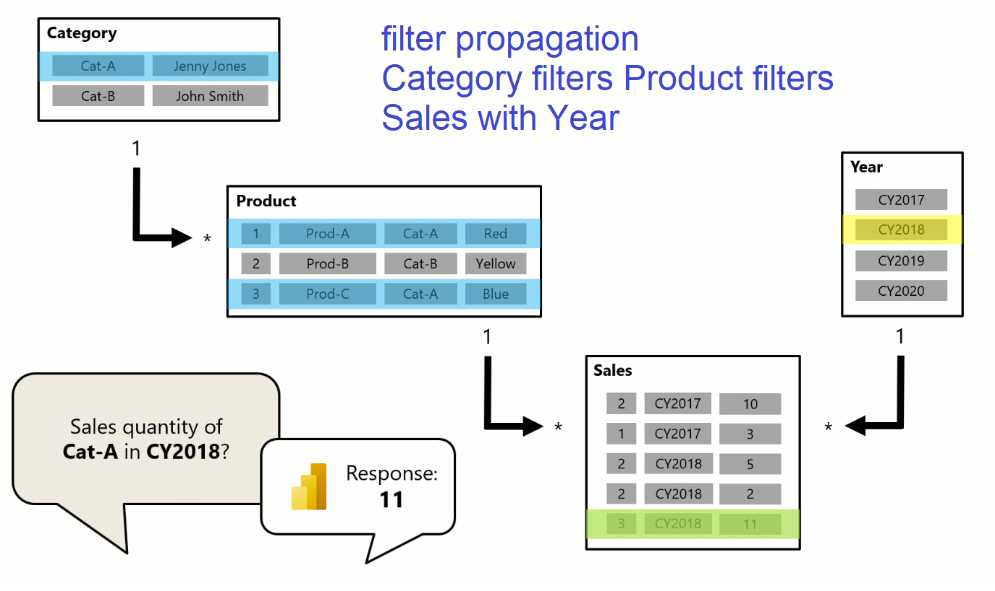 filter propagation
Category filters Product filters
Sales with Year
Category
Cat-A Jenny Jones
Cat-B John Smith
1
*
Product
1 Prod-A Cat-A Red
2 Prod-B Cat-B Yellow
3 Prod-C Cat-A Blue
Year
CY2017
CY2018
CY2019
CY2020
1
1
*
*
Sales
2 CY2017 10
1 CY2017 3
2 CY2018 5
2 CY2018 2
3 CY2018 11
Sales quantity of
Cat-A in CY2018?
Response:
11